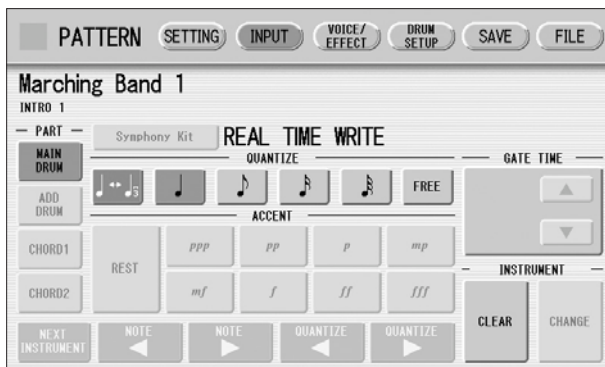 PATTERN SETTING INPUT VOICE/ EFFECT DRUM SETUP SAVE FILE
Marching Band 1
INTRO 1
PART Symphony Kit REAL TIME WRITE
MAIN DRUM
QUANTIZE
GATE TIME
3
FREE
ADD DRUM
ACCENT
CHORD1
REST
ppp pp p mp
INSTRUMENT
CHORD2
mf f ff fff
CLEAR CHANGE
NEXT INSTRUMENT NOTE NOTE QUANTIZE QUANTIZE